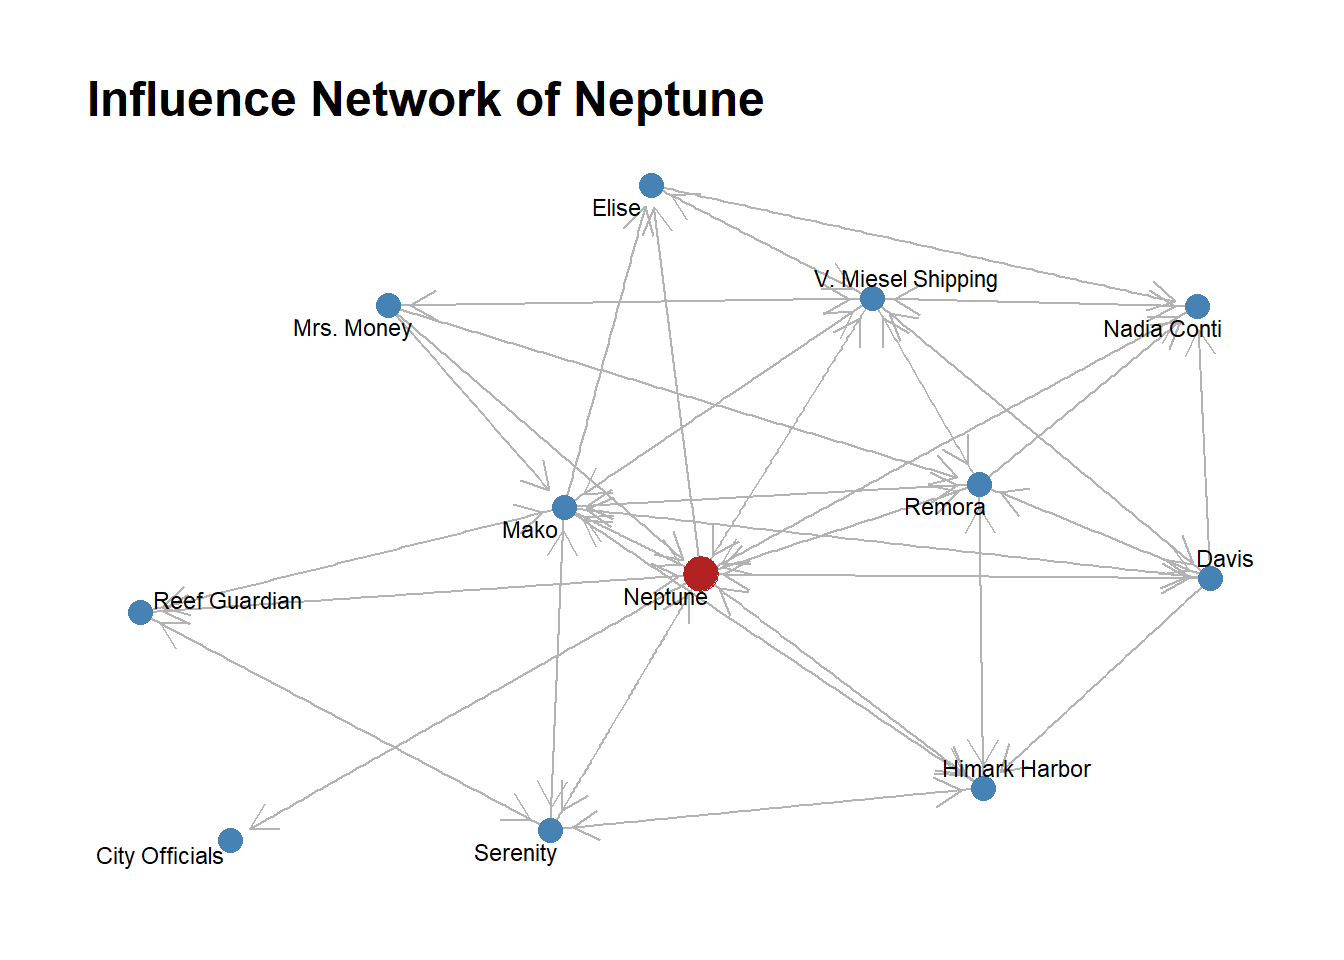 Influence Network of Neptune
Elise
V. Miesel Shipping
Mrs. Money
Nadia Conti
Remora
Mako
Davis
Neptune
Reef Guardian
Himark Harbor
Serenity
City Officials